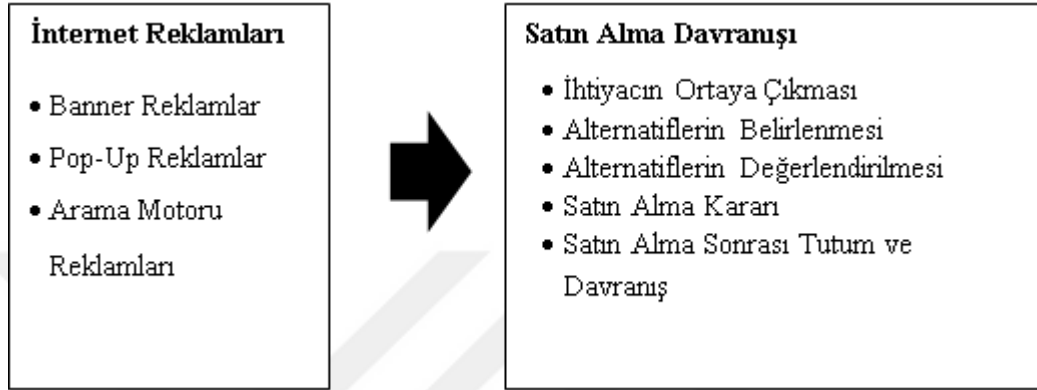 İnternet Reklamları
• Banner Reklamlar
• Pop-Up Reklamlar
• Arama Motoru
Reklamları
Satın Alma Davranışı
• İhtiyacın Ortaya Çıkması
• Alternatiflerin Belirlenmesi
• Alternatiflerin Değerlendirilmesi
• Satın Alma Kararı
• Satın Alma Sonrası Tutum ve
Davranış